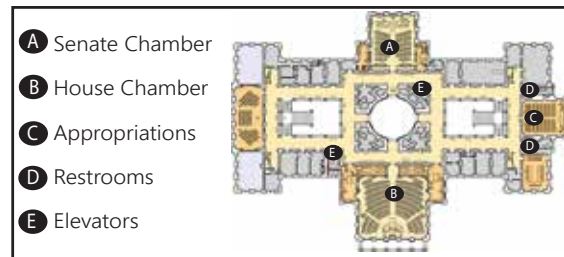 A Senate Chamber
B House Chamber
C Appropriations
D Restrooms
E Elevators
A
E
D
C
D
E
B